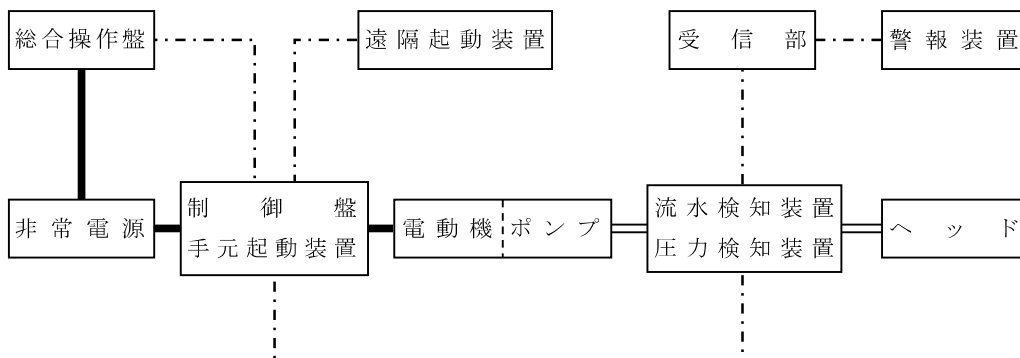 総合操作盤
遠隔起動装置
受信部
警報装置
非常電源
制御盤
手元起動装置
電動機
ポンプ
流水検知装置
圧力検知装置
ヘッド